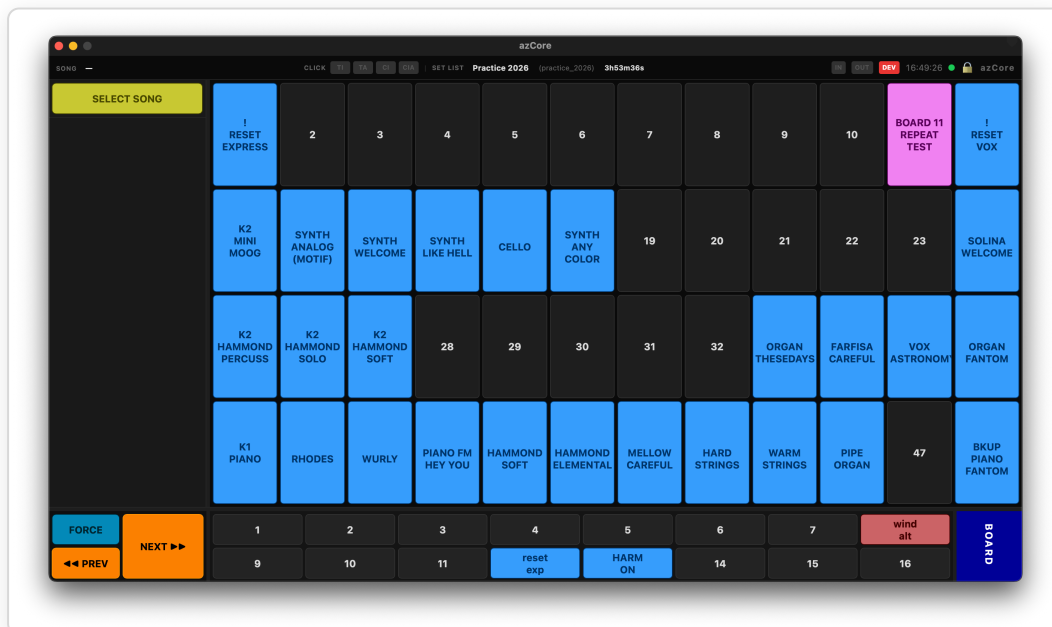 azCore
SONG —
CLICK TI TA CI CIA SET LIST Practice 2026 (practice_2026) 3h53m36s
IN OUT DEV 16:49:26 azCore
SELECT SONG
!
RESET
EXPRESS
2
3
4
5
6
7
8
9
10
BOARD 11
REPEAT
TEST
!
RESET
VOX
K2
MINI
MOOG
SYNTH
ANALOG
(MOTIF)
SYNTH
WELCOME
SYNTH
LIKE HELL
CELLO
SYNTH
ANY
COLOR
19
20
21
22
23
SOLINA
WELCOME
K2
HAMMOND
PERCUSS
K2
HAMMOND
SOLO
K2
HAMMOND
SOFT
28
29
30
31
32
ORGAN
THESEDAYS
FARFISA
CAREFUL
VOX
ASTRONOMY
ORGAN
FANTOM
K1
PIANO
RHODES
WURLY
PIANO FM
HEY YOU
HAMMOND
SOFT
HAMMOND
ELEMENTAL
MELLOW
CAREFUL
HARD
STRINGS
WARM
STRINGS
PIPE
ORGAN
47
BKUP
PIANO
FANTOM
FORCE
◀◀ PREV
NEXT ▶▶
1
2
3
4
5
6
7
wind
alt
9
10
11
reset
exp
HARM
ON
14
15
16
BOARD